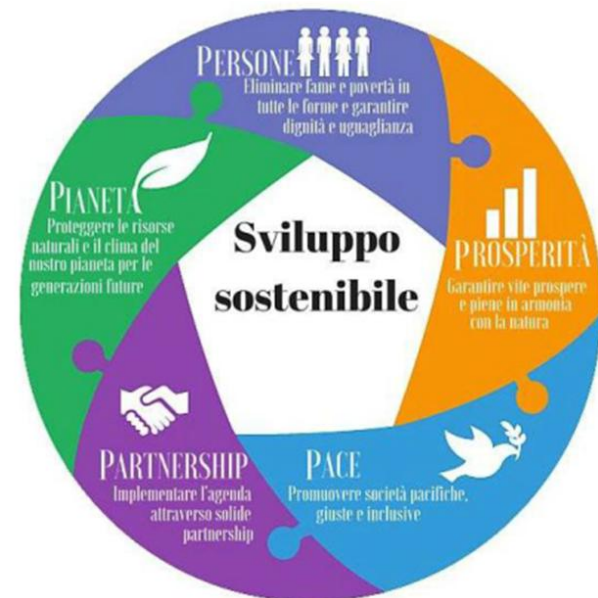 Sviluppo
sostenibile
PERSONE
Eliminare fame e povertà in
tutte le forme e garantire
dignità e uguaglianza
PROSPERITÀ
Garantire vite prospere
e piene in armonia
con la natura
PACE
Promuovere società pacifiche,
giuste e inclusive
PARTNERSHIP
Implementare l'agenda
attraverso solide
partnership
PIANETA
Proteggere le risorse
naturali e il clima del
nostro pianeta per le
generazioni future